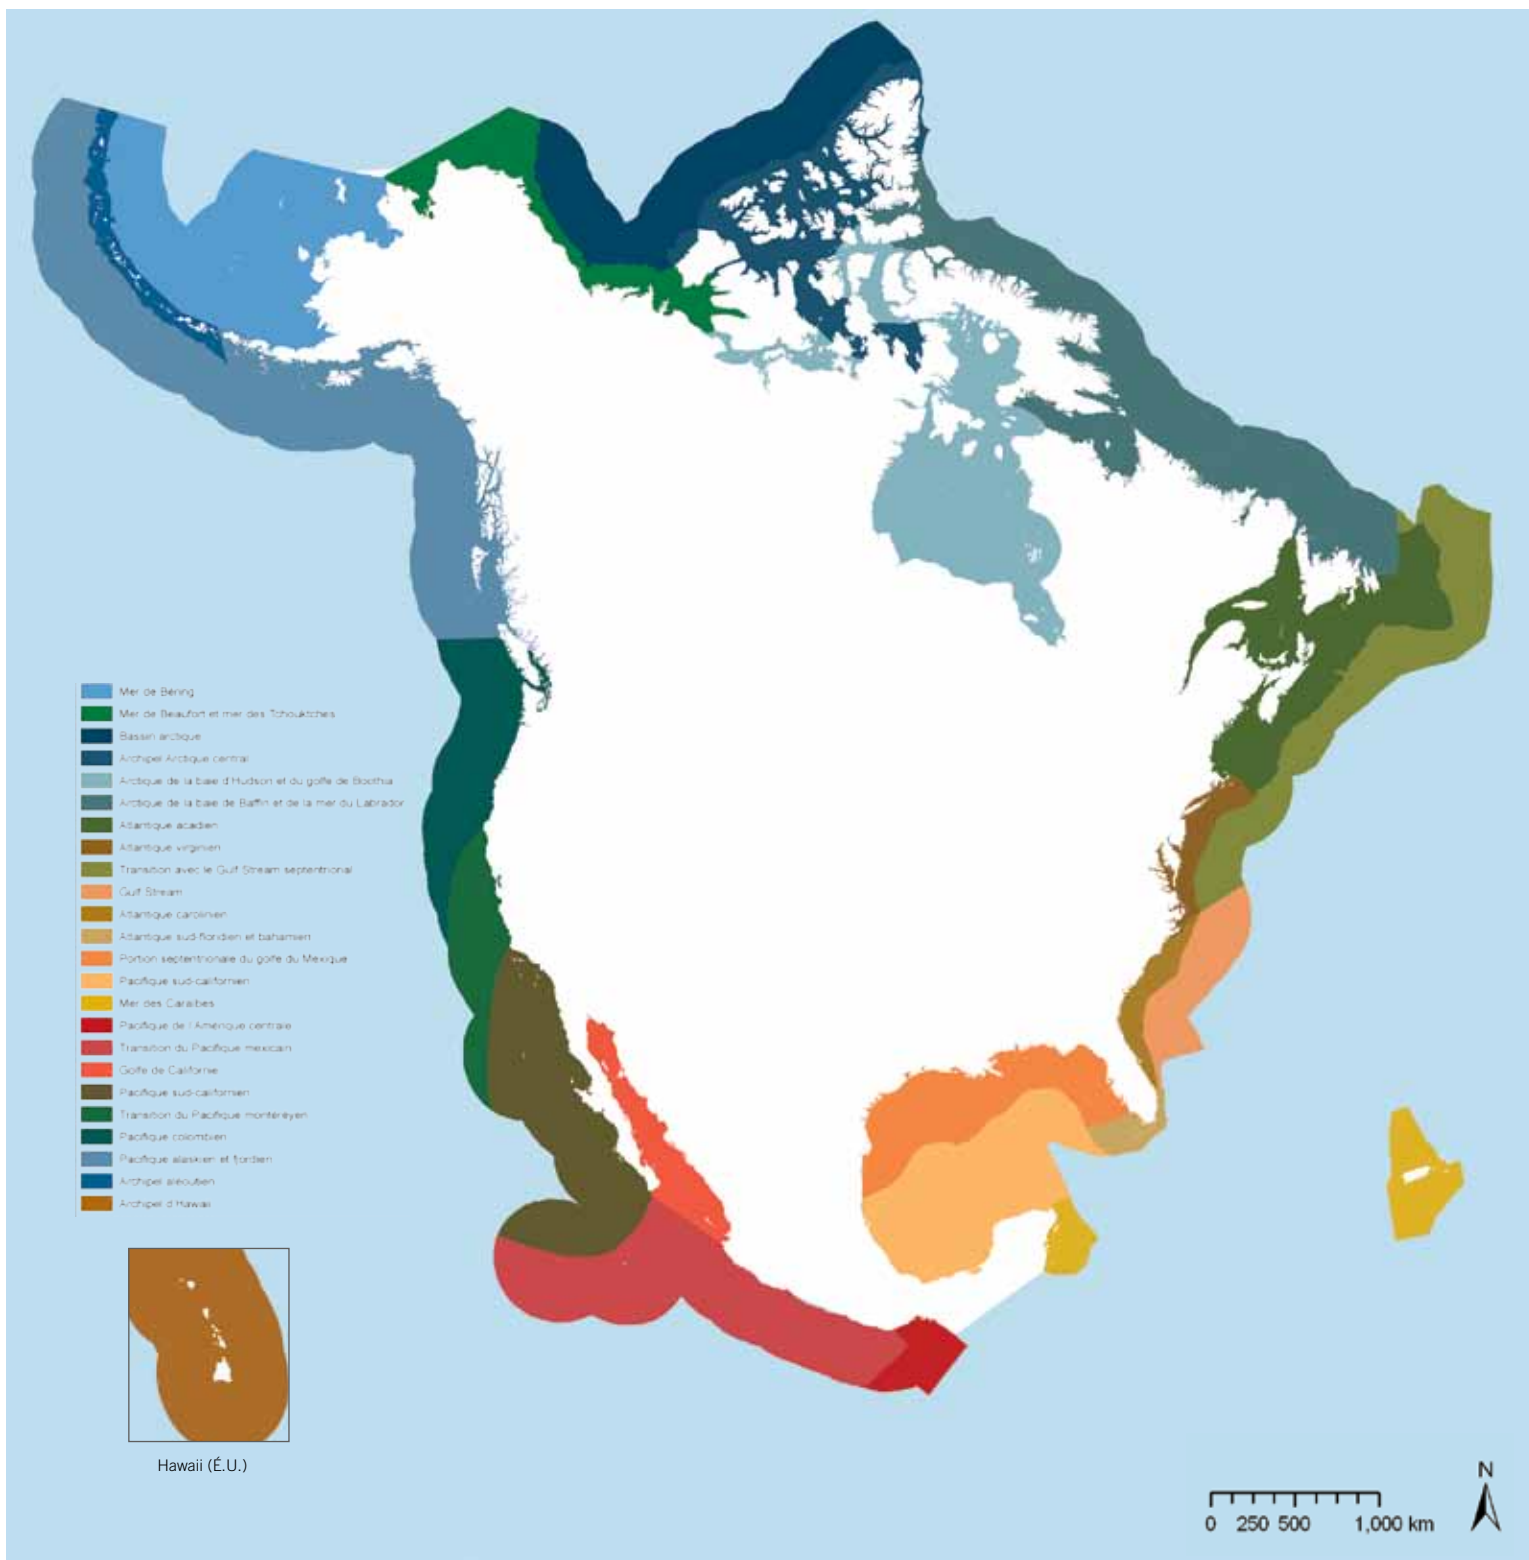 Mer de Béring
Mer de Beaufort et mer des Tchouktches
Bassin arctique
Archipel Arctique central
Arctique de la baie d'Hudson et du golfe de Boothia
Arctique de la baie de Baffin et de la mer du Labrador
Atlantique acadien
Atlantique virginien
Transition avec le Gulf Stream septentrional
Gulf Stream
Atlantique carolinien
Atlantique sud-floridien et bahamien
Portion septentrionale du golfe du Mexique
Pacifique sud-californien
Mer des Caraïbes
Pacifique de l'Amérique centrale
Transition du Pacifique mexicain
Golfe de Californie
Pacifique sud-californien
Transition du Pacifique montereyen
Pacifique colombien
Pacifique alaskien et fjordien
Archipel aléoutien
Archipel d'Hawaii
Hawaii (É.U.)
N
0 250 500 1,000 km